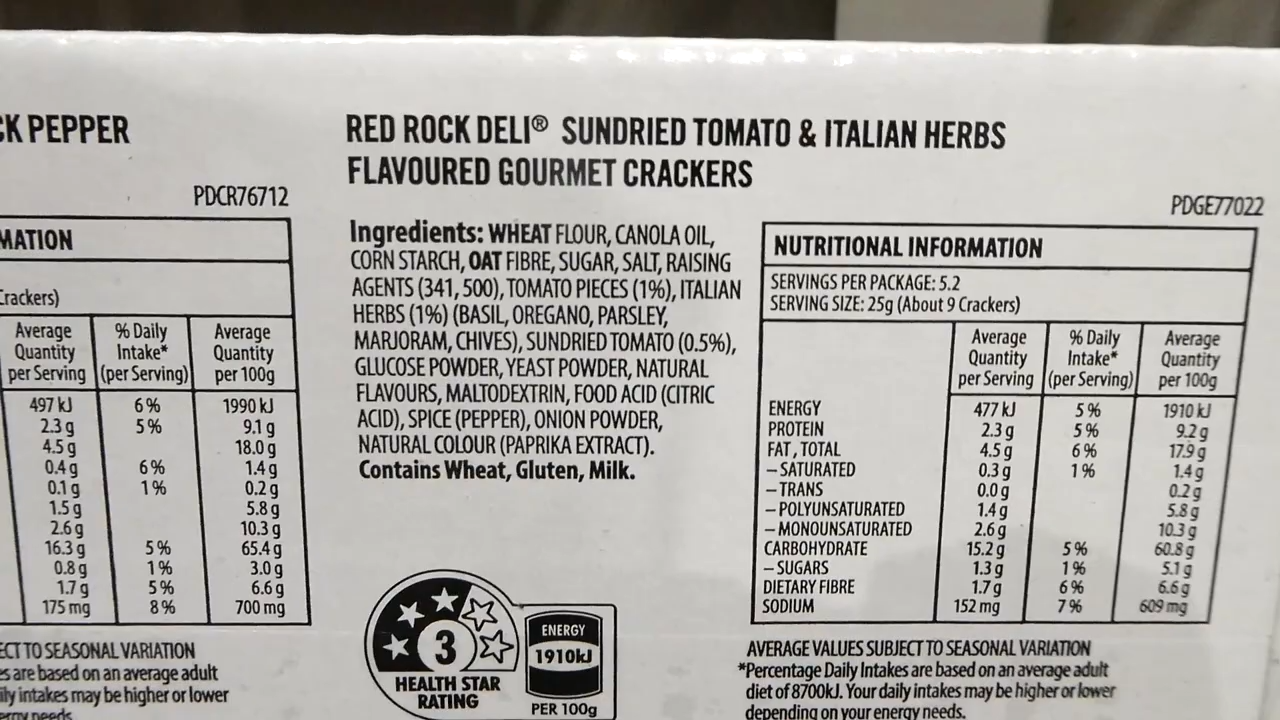 CK PEPPER
PDCR76712
MATION
Crackers)
Average Quantity per Serving
% Daily Intake* (per Serving)
Average Quantity per 100g
497 kJ 6% 1990 kJ
2.3 g 5% 9.1 g
4.5 g 18.0 g
0.4 g 6% 1.4 g
0.1 g 1% 0.2 g
1.5 g 5.8 g
2.6 g 10.3 g
16.3 g 5% 65.4 g
0.8 g 1% 3.0 g
1.7 g 5% 6.6 g
175 mg 8% 700 mg
ECT TO SEASONAL VARIATION
es are based on an average adult
ily intakes may be higher or lower
needs.
RED ROCK DELI® SUNDRIED TOMATO & ITALIAN HERBS
FLAVOURED GOURMET CRACKERS
PDGE77022
Ingredients: WHEAT FLOUR, CANOLA OIL,
CORN STARCH, OAT FIBRE, SUGAR, SALT, RAISING
AGENTS (341, 500), TOMATO PIECES (1%), ITALIAN
HERBS (1%) (BASIL, OREGANO, PARSLEY,
MARJORAM, CHIVES), SUNDRIED TOMATO (0.5%),
GLUCOSE POWDER, YEAST POWDER, NATURAL
FLAVOURS, MALTODEXTRIN, FOOD ACID (CITRIC
ACID), SPICE (PEPPER), ONION POWDER,
NATURAL COLOUR (PAPRIKA EXTRACT).
Contains Wheat, Gluten, Milk.
3
HEALTH STAR
RATING
ENERGY
1910kJ
PER 100g
NUTRITIONAL INFORMATION
SERVINGS PER PACKAGE: 5.2
SERVING SIZE: 25g (About 9 Crackers)
Average Quantity per Serving
% Daily Intake* (per Serving)
Average Quantity per 100g
ENERGY 477 kJ 5% 1910 kJ
PROTEIN 2.3 g 5% 9.2 g
FAT, TOTAL 4.5 g 6% 17.9 g
– SATURATED 0.3 g 1% 1.4 g
– TRANS 0.0 g 0.2 g
– POLYUNSATURATED 1.4 g 5.8 g
– MONOUNSATURATED 2.6 g 10.3 g
CARBOHYDRATE 15.2 g 5% 60.8 g
– SUGARS 1.3 g 1% 5.1 g
DIETARY FIBRE 1.7 g 6% 6.6 g
SODIUM 152 mg 7% 609 mg
AVERAGE VALUES SUBJECT TO SEASONAL VARIATION
*Percentage Daily Intakes are based on an average adult
diet of 8700kJ. Your daily intakes may be higher or lower
depending on your energy needs.